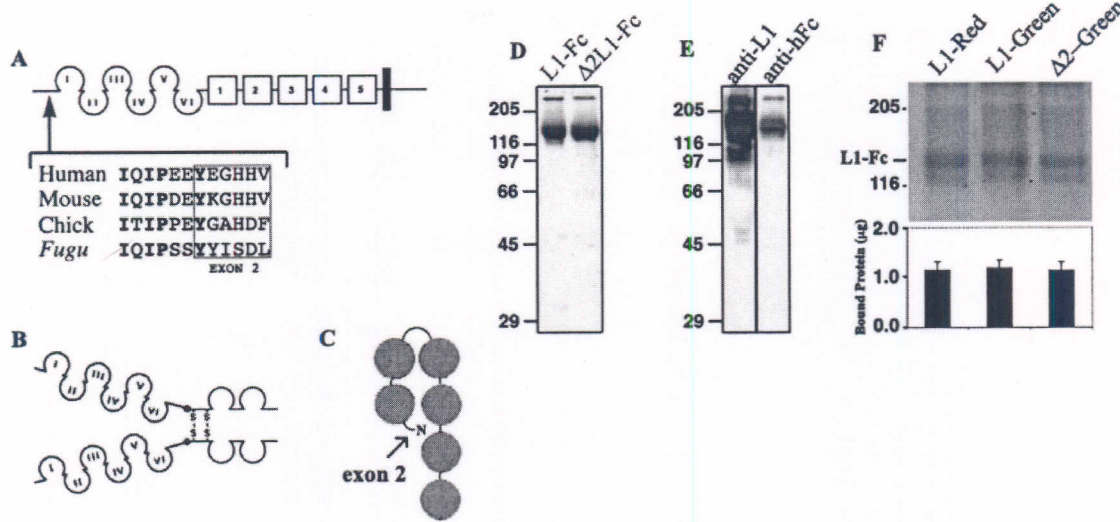 A
I III V
II IV VI
1 2 3 4 5
Human IQIPEEYEGHHV
Mouse IQIPDEYKGHHV
Chick ITIPPEYGAHDF
Fugu IQIPSSYYISDL
EXON 2
B
I III V
II IV VI
S-S S-S
I III V
II IV VI
C
N
exon 2
D
L1-Fc Δ2L1-Fc
205
116
97
66
45
29
E
anti-L1 anti-hFc
205
116
97
66
45
29
F
L1-Red L1-Green Δ2-Green
205
L1-Fc
116
Bound Protein (µg)
2.0
1.0
0.0